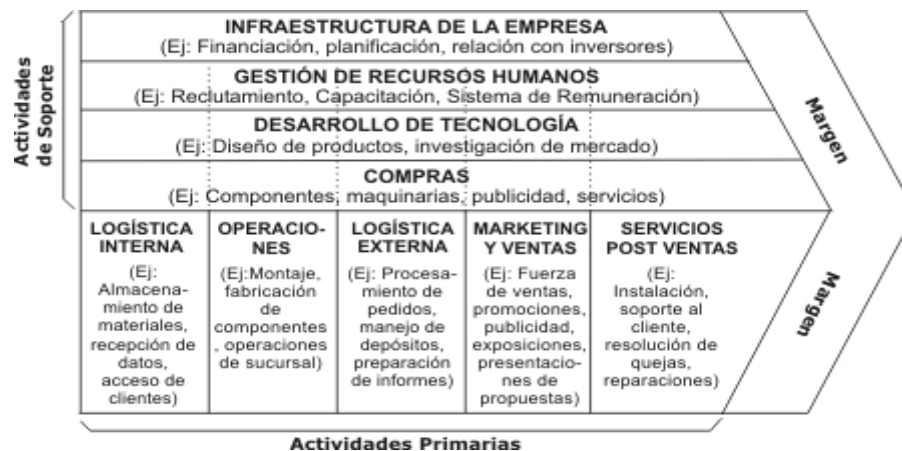 Actividades
de Soporte
INFRAESTRUCTURA DE LA EMPRESA
(Ej: Financiación, planificación, relación con inversores)
GESTIÓN DE RECURSOS HUMANOS
(Ej: Reclutamiento, Capacitación, Sistema de Remuneración)
DESARROLLO DE TECNOLOGÍA
(Ej: Diseño de productos, investigación de mercado)
COMPRAS
(Ej: Componentes, maquinarias, publicidad, servicios)
Margen
LOGÍSTICA
INTERNA
(Ej:
Almacena-
miento de
materiales,
recepción de
datos,
acceso de
clientes)
OPERACIO-
NES
(Ej:Montaje,
fabricación
de
componentes
, operaciones
de sucursal)
LOGÍSTICA
EXTERNA
(Ej: Procesa-
miento de
pedidos,
manejo de
depósitos,
preparación
de informes)
MARKETING
Y VENTAS
(Ej: Fuerza
de ventas,
promociones,
publicidad,
exposiciones,
presentacio-
nes de
propuestas)
SERVICIOS
POST VENTAS
(Ej:
Instalación,
soporte al
cliente,
resolución de
quejas,
reparaciones)
Margen
Actividades Primarias